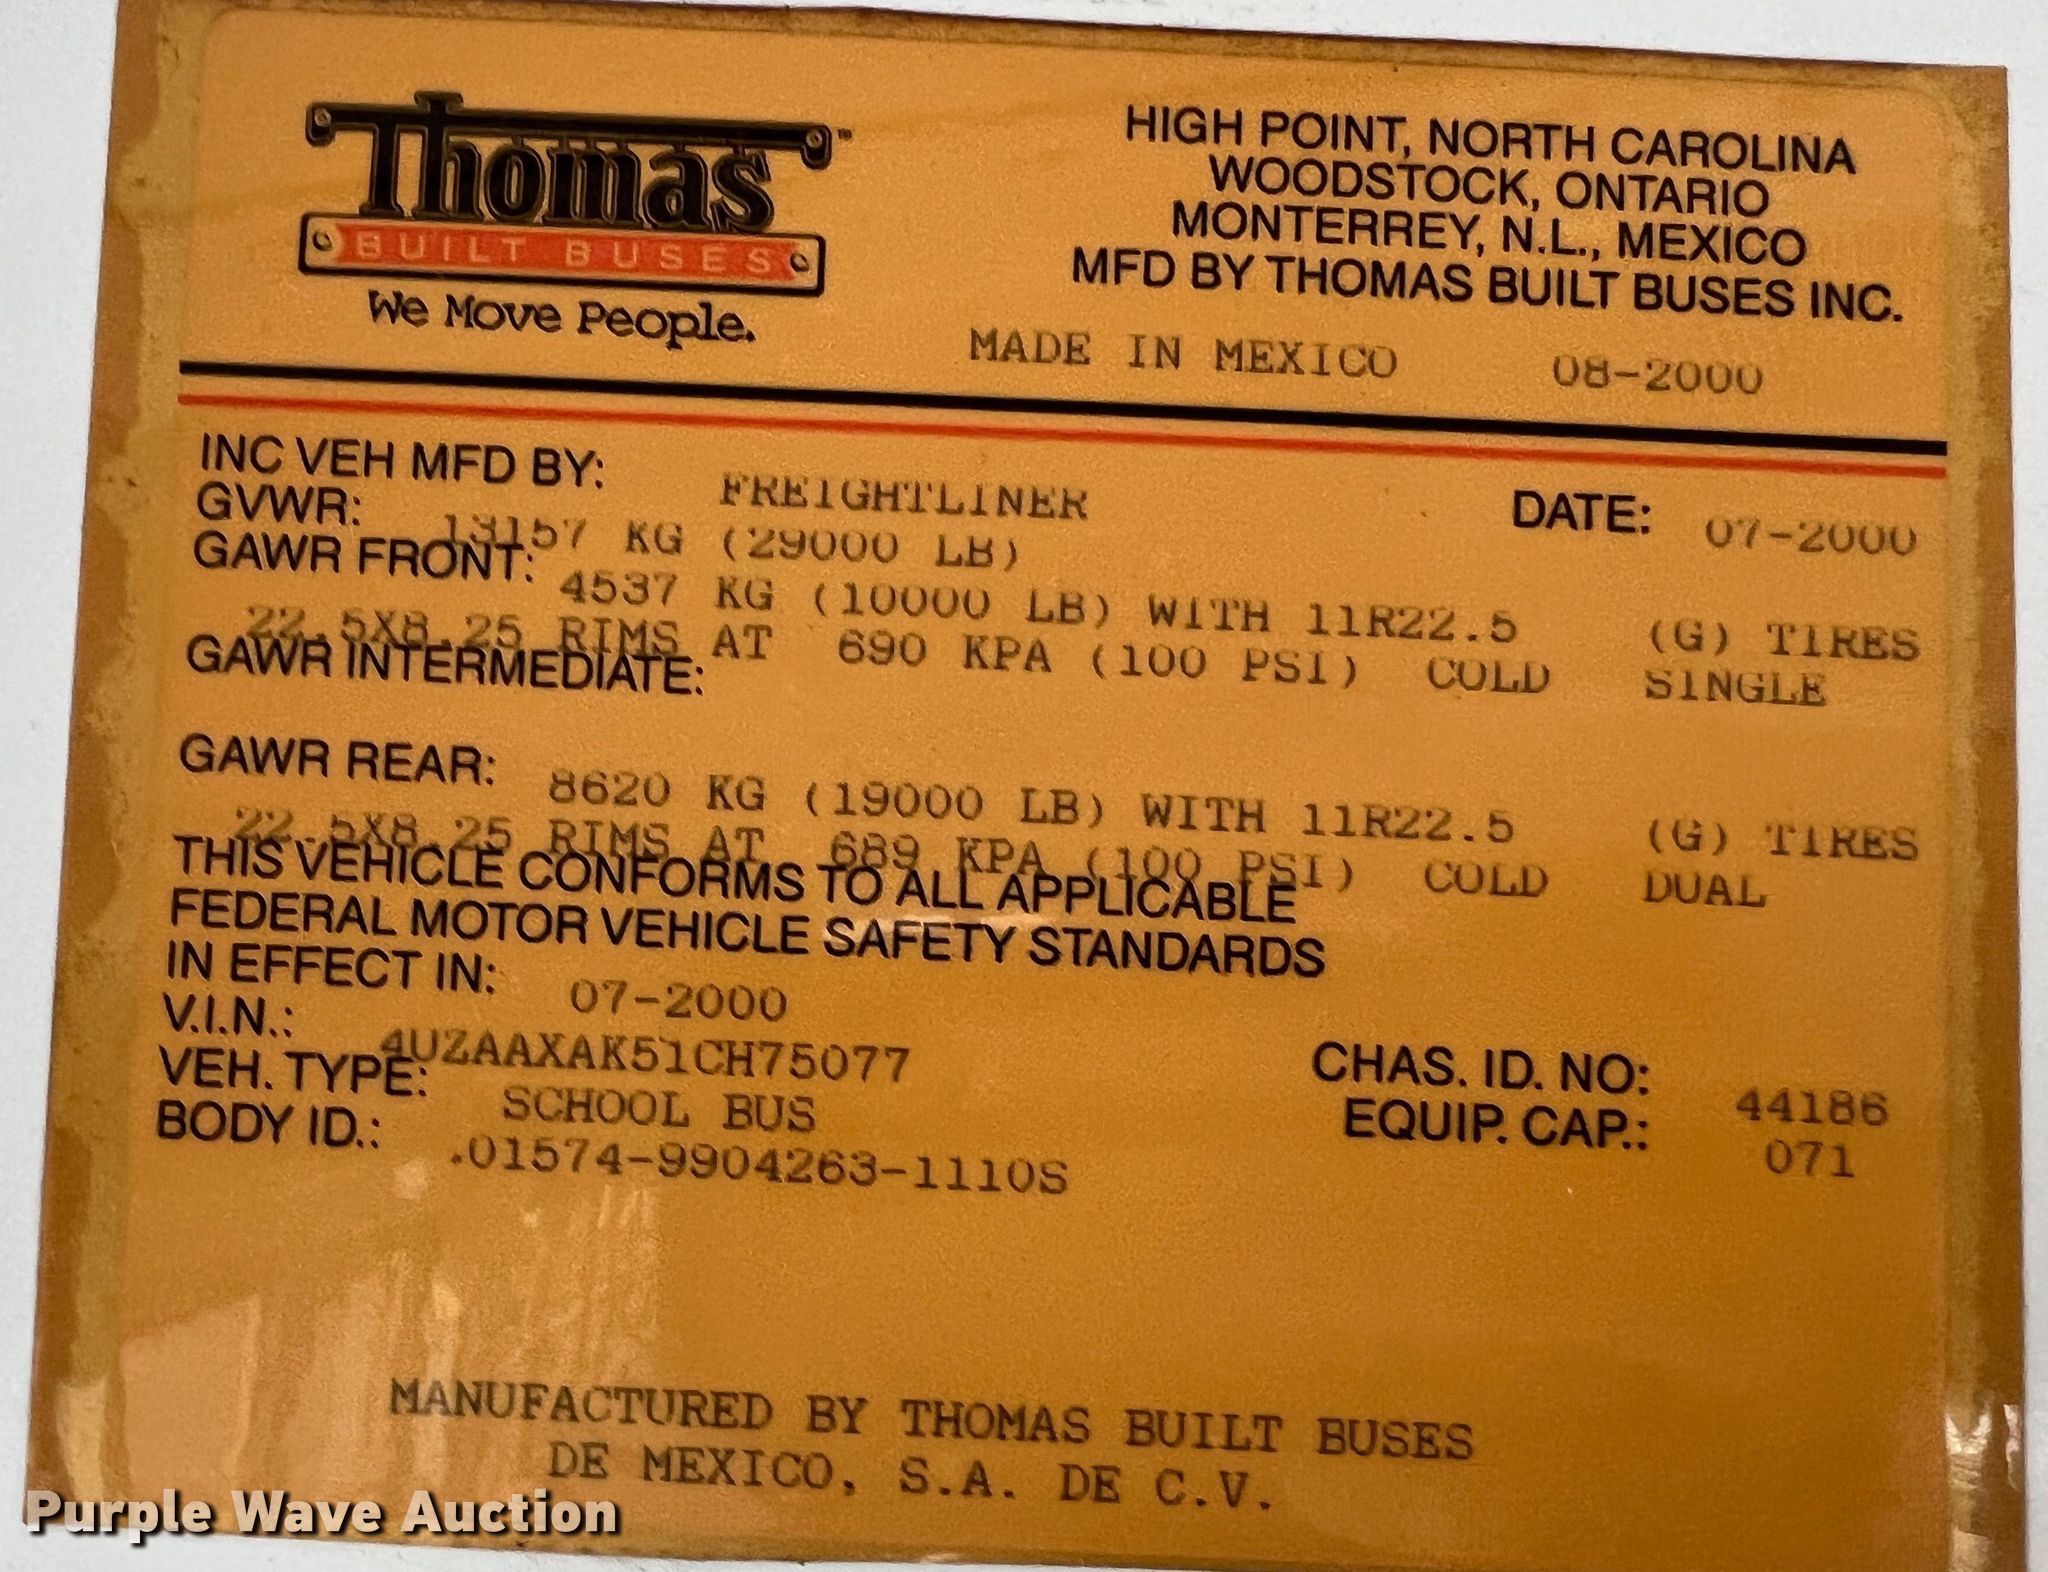 Thomas™
BUILT BUSES
We Move People.
HIGH POINT, NORTH CAROLINA
WOODSTOCK, ONTARIO
MONTERREY, N.L., MEXICO
MFD BY THOMAS BUILT BUSES INC.
MADE IN MEXICO 08-2000
INC VEH MFD BY: FREIGHTLINER DATE: 07-2000
GVWR: 13157 KG (29000 LB)
GAWR FRONT: 4537 KG (10000 LB) WITH 11R22.5 (G) TIRES
22.5X8.25 RIMS AT 690 KPA (100 PSI) COLD SINGLE
GAWR INTERMEDIATE:
GAWR REAR: 8620 KG (19000 LB) WITH 11R22.5 (G) TIRES
22.5X8.25 RIMS AT 689 KPA (100 PSI) COLD DUAL
THIS VEHICLE CONFORMS TO ALL APPLICABLE
FEDERAL MOTOR VEHICLE SAFETY STANDARDS
IN EFFECT IN: 07-2000
V.I.N.: 4UZAAXAK51CH75077 CHAS. ID. NO: 44186
VEH. TYPE: SCHOOL BUS EQUIP. CAP.: 071
BODY ID.: .01574-9904263-1110S
MANUFACTURED BY THOMAS BUILT BUSES
DE MEXICO, S.A. DE C.V.
Purple Wave Auction